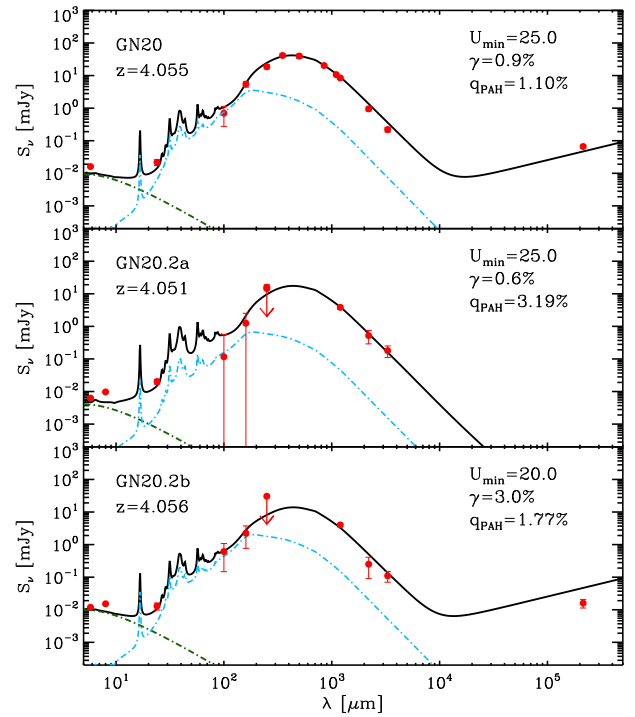 10³
10²
10¹
10⁰
10⁻¹
10⁻²
10⁻³
S_ν [mJy]
GN20
z=4.055
U_min=25.0
γ=0.9%
q_PAH=1.10%
10³
10²
10¹
10⁰
10⁻¹
10⁻²
10⁻³
S_ν [mJy]
GN20.2a
z=4.051
U_min=25.0
γ=0.6%
q_PAH=3.19%
10³
10²
10¹
10⁰
10⁻¹
10⁻²
10⁻³
S_ν [mJy]
GN20.2b
z=4.056
U_min=20.0
γ=3.0%
q_PAH=1.77%
10¹ 10² 10³ 10⁴ 10⁵
λ [μm]